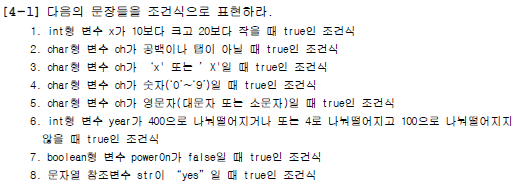 [4-1] 다음의 문장들을 조건식으로 표현하라.
1. int형 변수 x가 10보다 크고 20보다 작을 때 true인 조건식
2. char형 변수 ch가 공백이나 탭이 아닐 때 true인 조건식
3. char형 변수 ch가 'x' 또는 ’X'일 때 true인 조건식
4. char형 변수 ch가 숫자('0’~‘9’)일 때 true인 조건식
5. char형 변수 ch가 영문자(대문자 또는 소문자)일 때 true인 조건식
6. int형 변수 year가 400으로 나눠떨어지거나 또는 4로 나눠떨어지고 100으로 나눠떨어지지
않을 때 true인 조건식
7. boolean형 변수 powerOn가 false일 때 true인 조건식
8. 문자열 참조변수 str이 “yes”일 때 true인 조건식